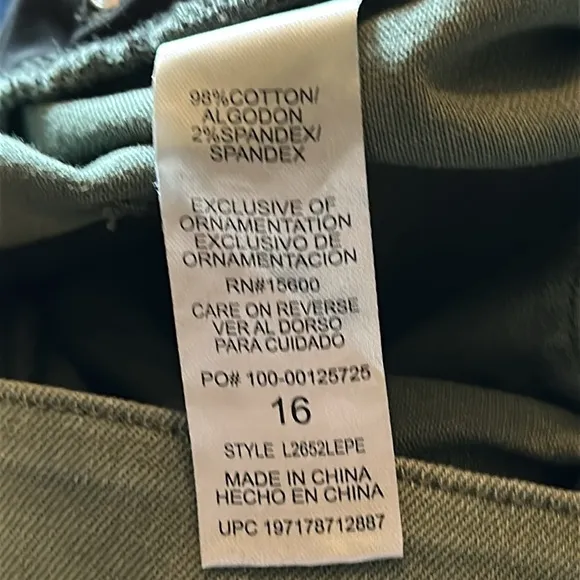 98%COTTON/
ALGODON
2%SPANDEX/
SPANDEX
EXCLUSIVE OF
ORNAMENTATION
EXCLUSIVO DE
ORNAMENTACION
RN#15600
CARE ON REVERSE
VER AL DORSO
PARA CUIDADO
PO# 100-00125725
16
STYLE L2652LEPE
MADE IN CHINA
HECHO EN CHINA
UPC 197178712887